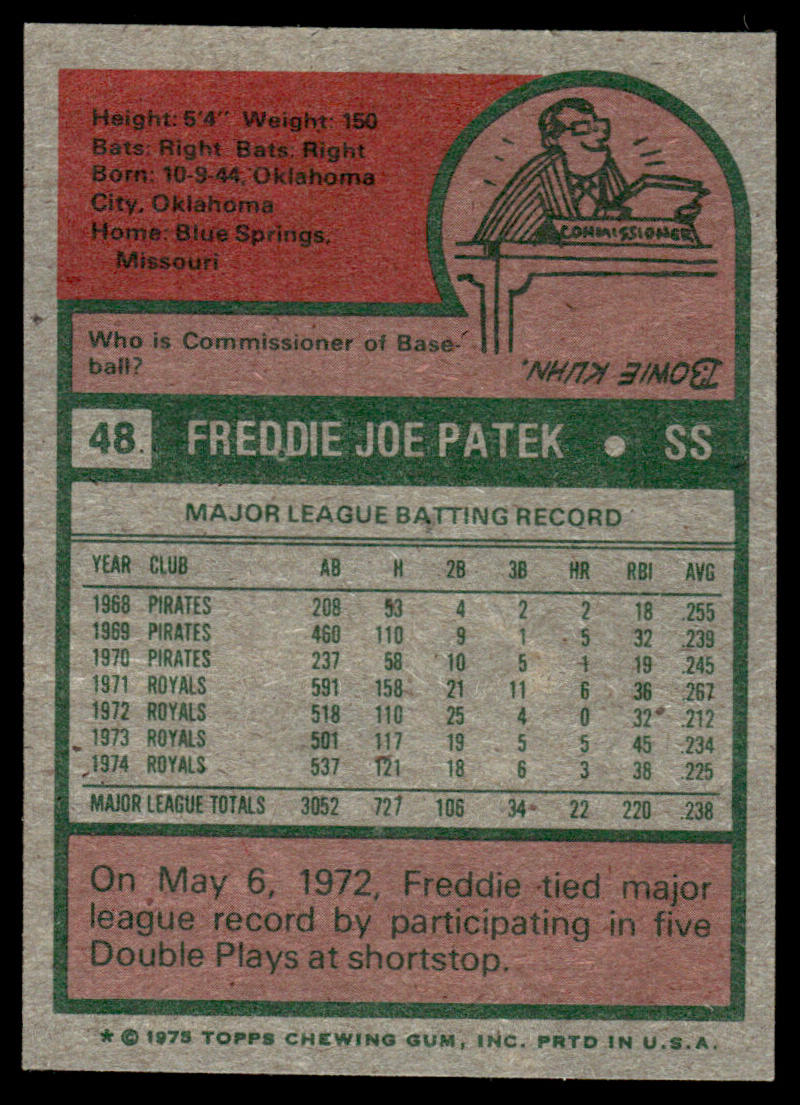 Height: 5'4" Weight: 150
Bats: Right Bats. Right
Born: 10-9-44, Oklahoma
City, Oklahoma
Home: Blue Springs,
Missouri
COMMISSIONER
Who is Commissioner of Base-
ball?
BOWIE KUHN.
48. FREDDIE JOE PATEK • SS
MAJOR LEAGUE BATTING RECORD
YEAR CLUB AB H 2B 3B HR RBI AVG
1968 PIRATES 208 53 4 2 2 18 .255
1969 PIRATES 460 110 9 1 5 32 .239
1970 PIRATES 237 58 10 5 1 19 .245
1971 ROYALS 591 158 21 11 6 36 .267
1972 ROYALS 518 110 25 4 0 32 .212
1973 ROYALS 501 117 19 5 5 45 .234
1974 ROYALS 537 121 18 6 3 38 .225
MAJOR LEAGUE TOTALS 3052 727 106 34 22 220 .238
On May 6, 1972, Freddie tied major
league record by participating in five
Double Plays at shortstop.
* © 1975 TOPPS CHEWING GUM, INC. PRTD IN U.S.A.